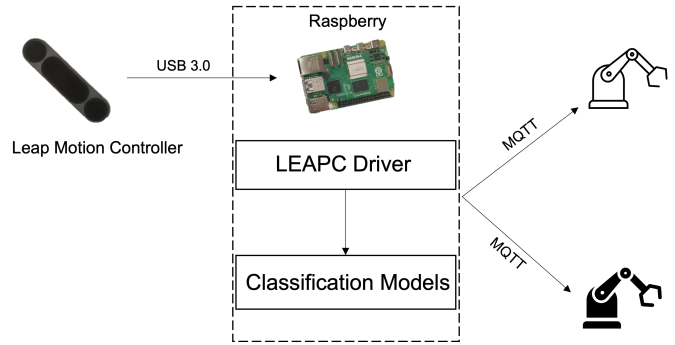 Raspberry
USB 3.0
Leap Motion Controller
LEAPC Driver
Classification Models
MQTT
MQTT